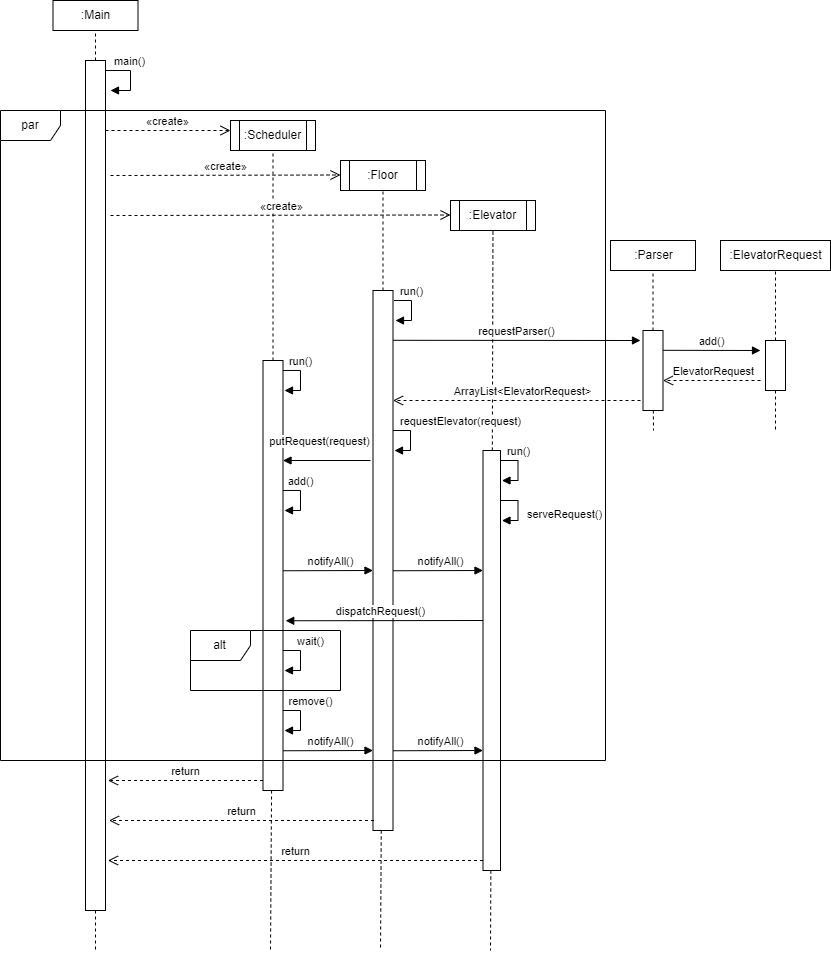 :Main
main()
par
«create»
:Scheduler
«create»
:Floor
«create»
:Elevator
:Parser
:ElevatorRequest
run()
requestParser()
add()
run()
ElevatorRequest
ArrayList<ElevatorRequest>
requestElevator(request)
putRequest(request)
run()
add()
serveRequest()
notifyAll()
notifyAll()
dispatchRequest()
alt
wait()
remove()
notifyAll()
notifyAll()
return
return
return